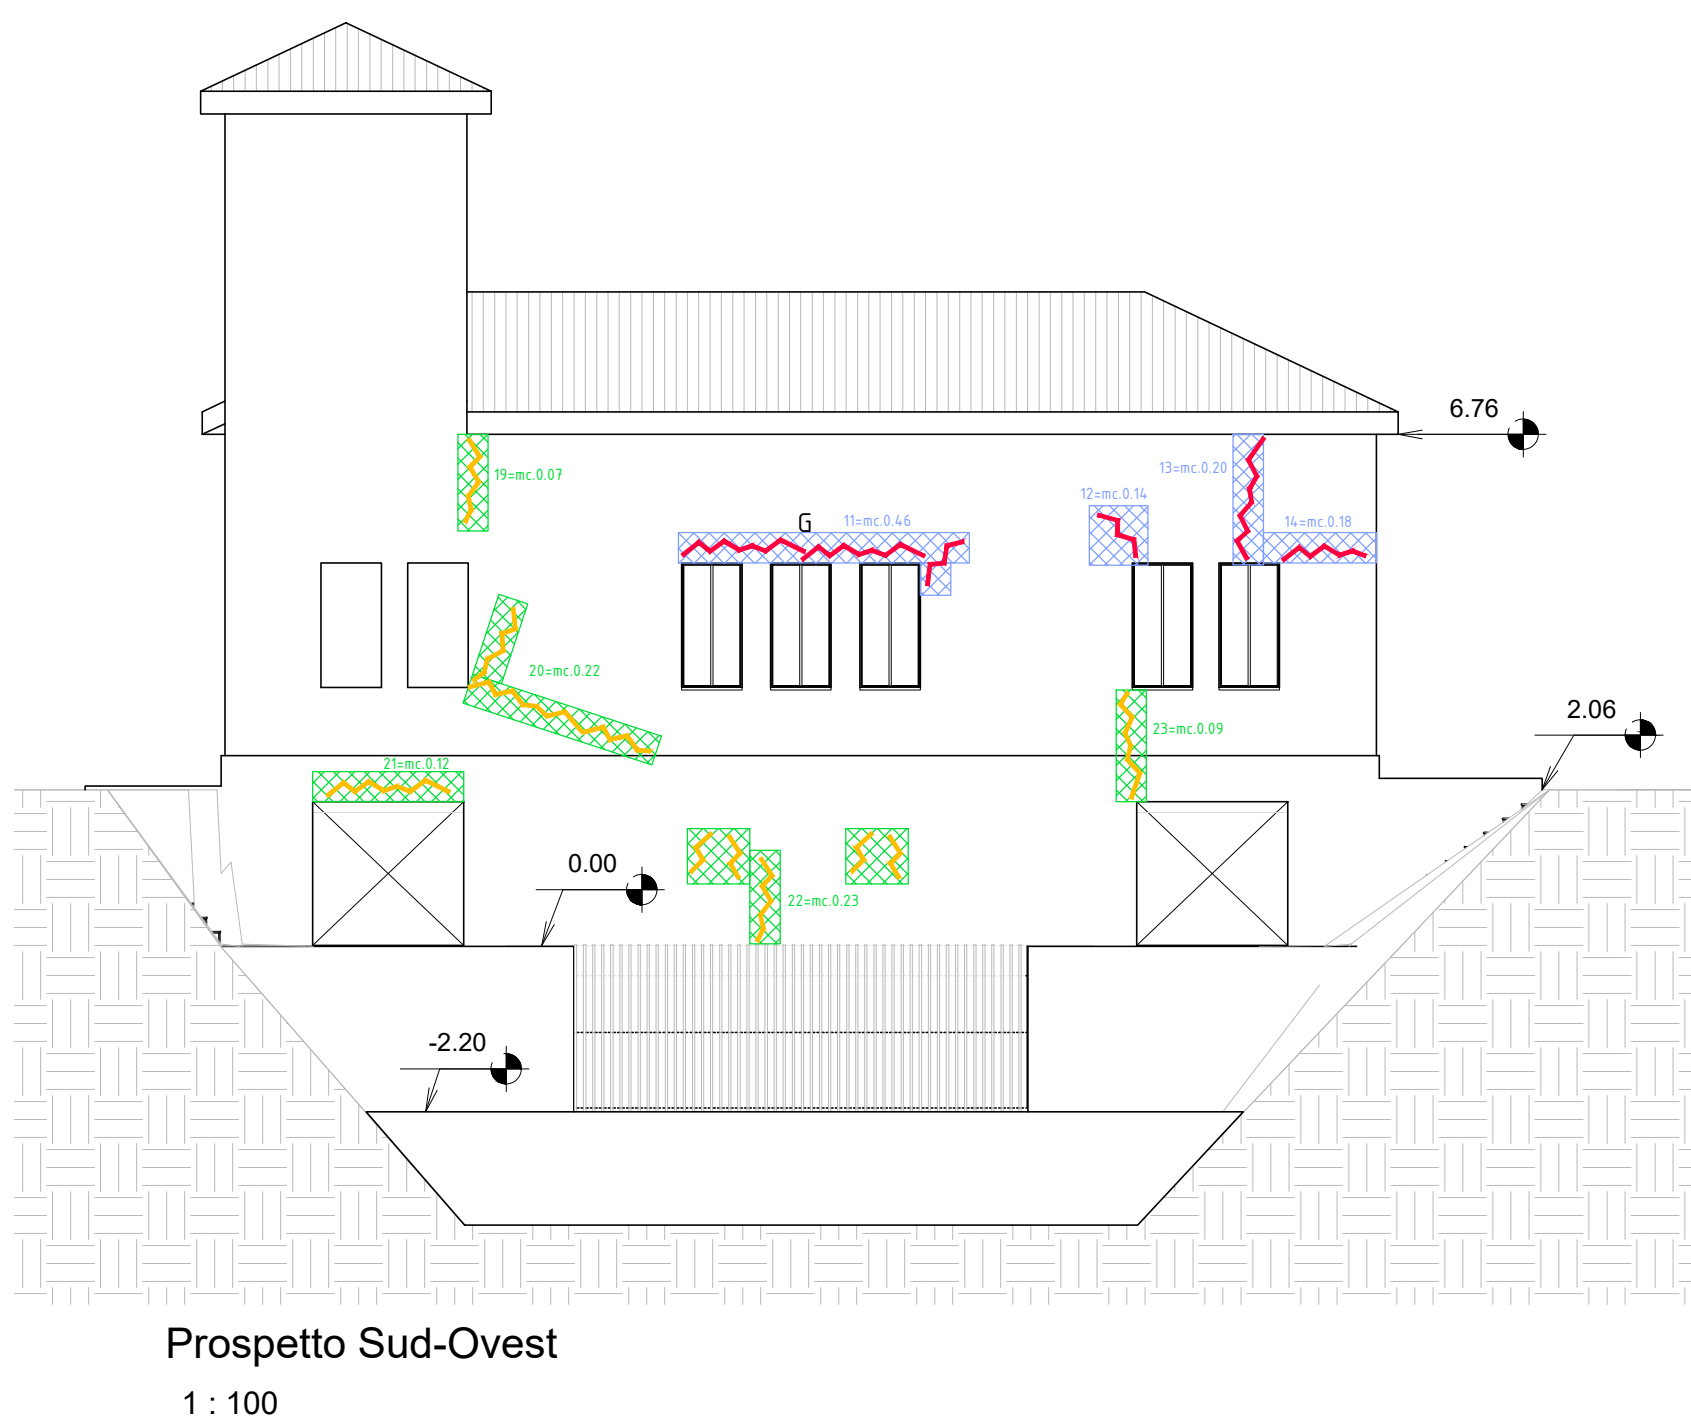 6.76
13=mc.0.20
19=mc.0.07
12=mc.0.14
G
11=mc.0.46
14=mc.0.18
20=mc.0.22
2.06
23=mc.0.09
21=mc.0.12
0.00
22=mc.0.23
-2.20
Prospetto Sud-Ovest
1 : 100